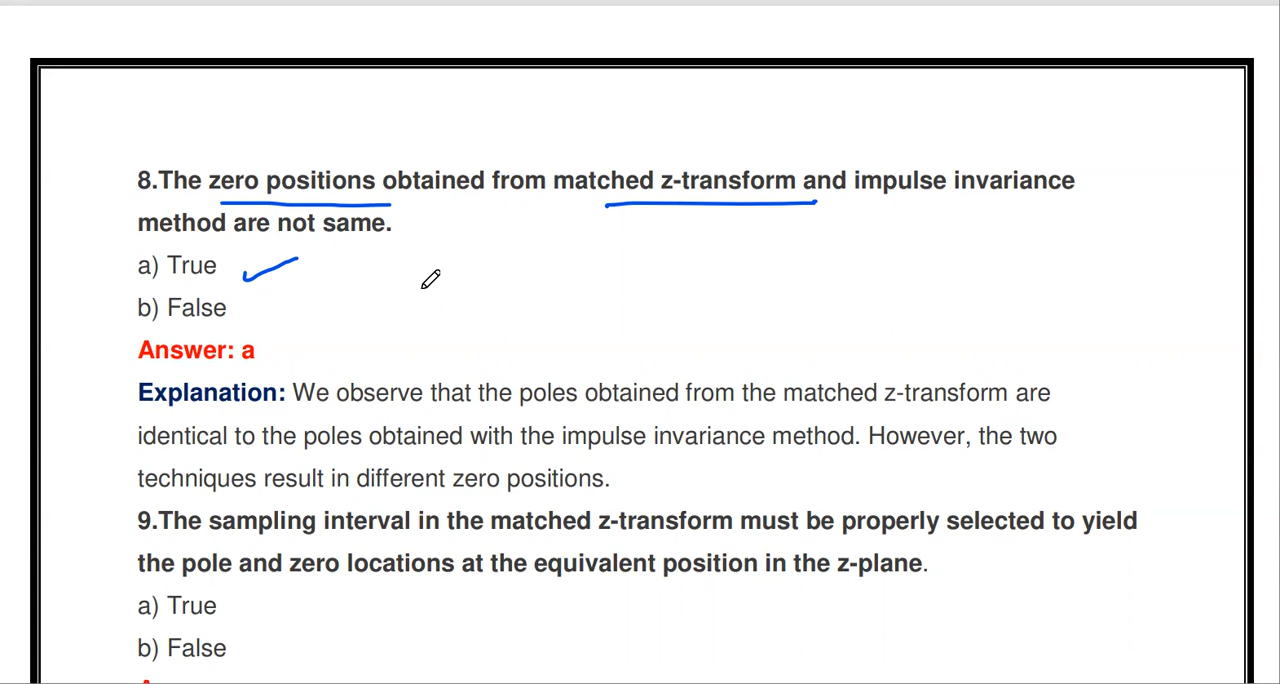 8.The zero positions obtained from matched z-transform and impulse invariance
method are not same.
a) True
b) False
Answer: a
Explanation: We observe that the poles obtained from the matched z-transform are
identical to the poles obtained with the impulse invariance method. However, the two
techniques result in different zero positions.
9.The sampling interval in the matched z-transform must be properly selected to yield
the pole and zero locations at the equivalent position in the z-plane.
a) True
b) False